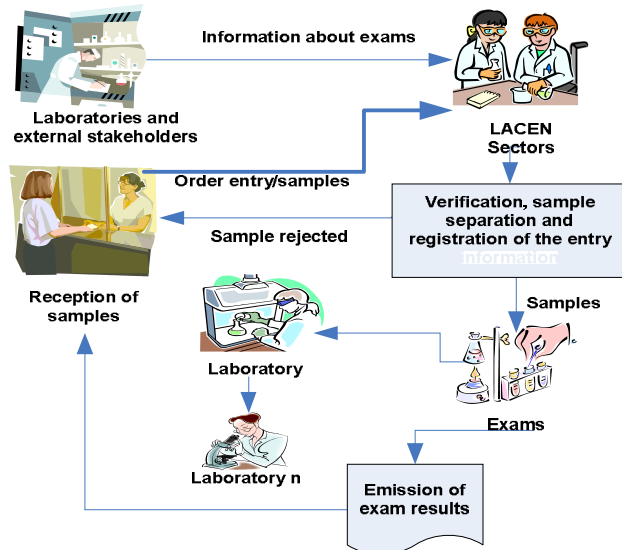 Information about exams
Laboratories and
external stakeholders
LACEN
Sectors
Order entry/samples
Verification, sample
separation and
registration of the entry
information
Sample rejected
Reception of
samples
Samples
Laboratory
Exams
Laboratory n
Emission of
exam results